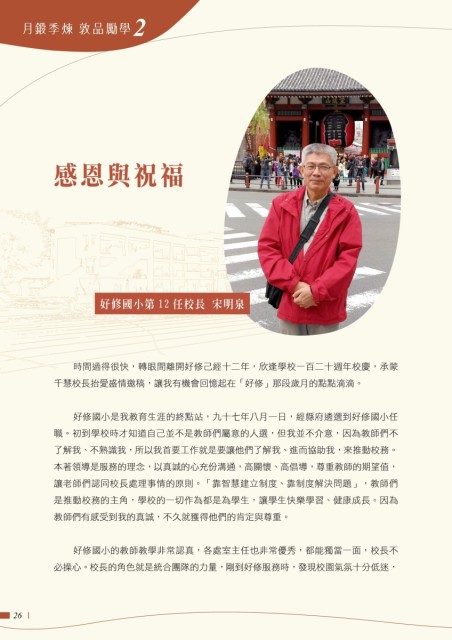 月鍛季煉 敦品勵學2
感恩與祝福
好修國小第12任校長 宋明泉
時間過得很快，轉眼間離開好修已經十二年，欣逢學校一百二十週年校慶，承蒙
千慧校長抬愛盛情邀稿，讓我有機會回憶起在「好修」那段歲月的點點滴滴。
好修國小是我教育生涯的終點站，九十七年八月一日，經縣府遴選到好修國小任
職。初到學校時才知道自己並不是教師們屬意的人選，但我並不介意，因為教師們不
了解我、不熟識我，所以我首要工作就是要讓他們了解我、進而協助我，來推動校務。
本著領導是服務的理念，以真誠的心充份溝通，高關懷、高倡導，尊重教師的期望值，
讓老師們認同校長處理事情的原則。「靠智慧建立制度、靠制度解決問題」，教師們
是推動校務的主角，學校的一切作為都是為學生，讓學生快樂學習、健康成長。因為
教師們有感受到我的真誠，不久就獲得他們的肯定與尊重。
好修國小的教師教學非常認真，各處室主任也非常優秀，都能獨當一面，校長不
必操心。校長的角色就是統合團隊的力量，剛到好修服務時，發現校園氣氛十分低迷，
26